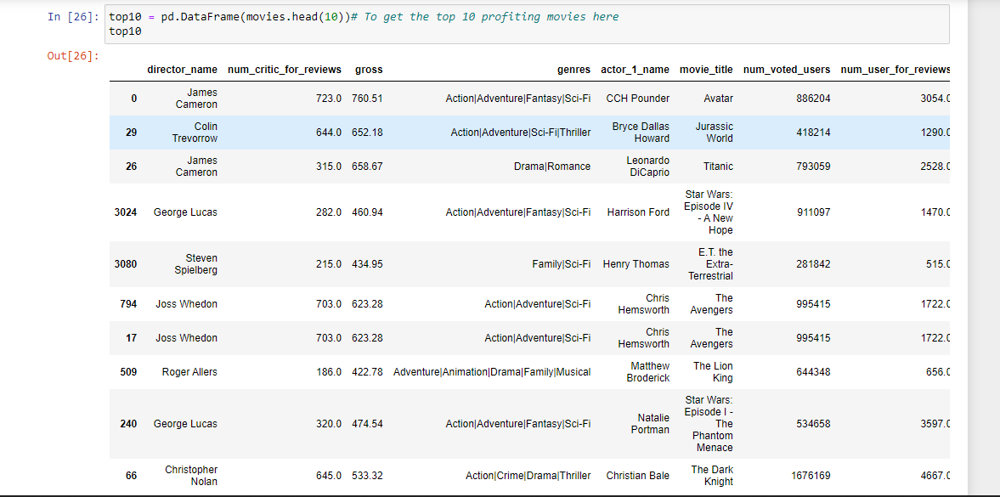 In [26]: top10 = pd.DataFrame(movies.head(10))# To get the top 10 profiting movies here
top10
Out[26]:
director_name num_critic_for_reviews gross genres actor_1_name movie_title num_voted_users num_user_for_reviews
0 James Cameron 723.0 760.51 Action|Adventure|Fantasy|Sci-Fi CCH Pounder Avatar 886204 3054.0
29 Colin Trevorrow 644.0 652.18 Action|Adventure|Sci-Fi|Thriller Bryce Dallas Howard Jurassic World 418214 1290.0
26 James Cameron 315.0 658.67 Drama|Romance Leonardo DiCaprio Titanic 793059 2528.0
3024 George Lucas 282.0 460.94 Action|Adventure|Fantasy|Sci-Fi Harrison Ford Star Wars: Episode IV - A New Hope 911097 1470.0
3080 Steven Spielberg 215.0 434.95 Family|Sci-Fi Henry Thomas E.T. the Extra-Terrestrial 281842 515.0
794 Joss Whedon 703.0 623.28 Action|Adventure|Sci-Fi Chris Hemsworth The Avengers 995415 1722.0
17 Joss Whedon 703.0 623.28 Action|Adventure|Sci-Fi Chris Hemsworth The Avengers 995415 1722.0
509 Roger Allers 186.0 422.78 Adventure|Animation|Drama|Family|Musical Matthew Broderick The Lion King 644348 656.0
240 George Lucas 320.0 474.54 Action|Adventure|Fantasy|Sci-Fi Natalie Portman Star Wars: Episode I - The Phantom Menace 534658 3597.0
66 Christopher Nolan 645.0 533.32 Action|Crime|Drama|Thriller Christian Bale The Dark Knight 1676169 4667.0